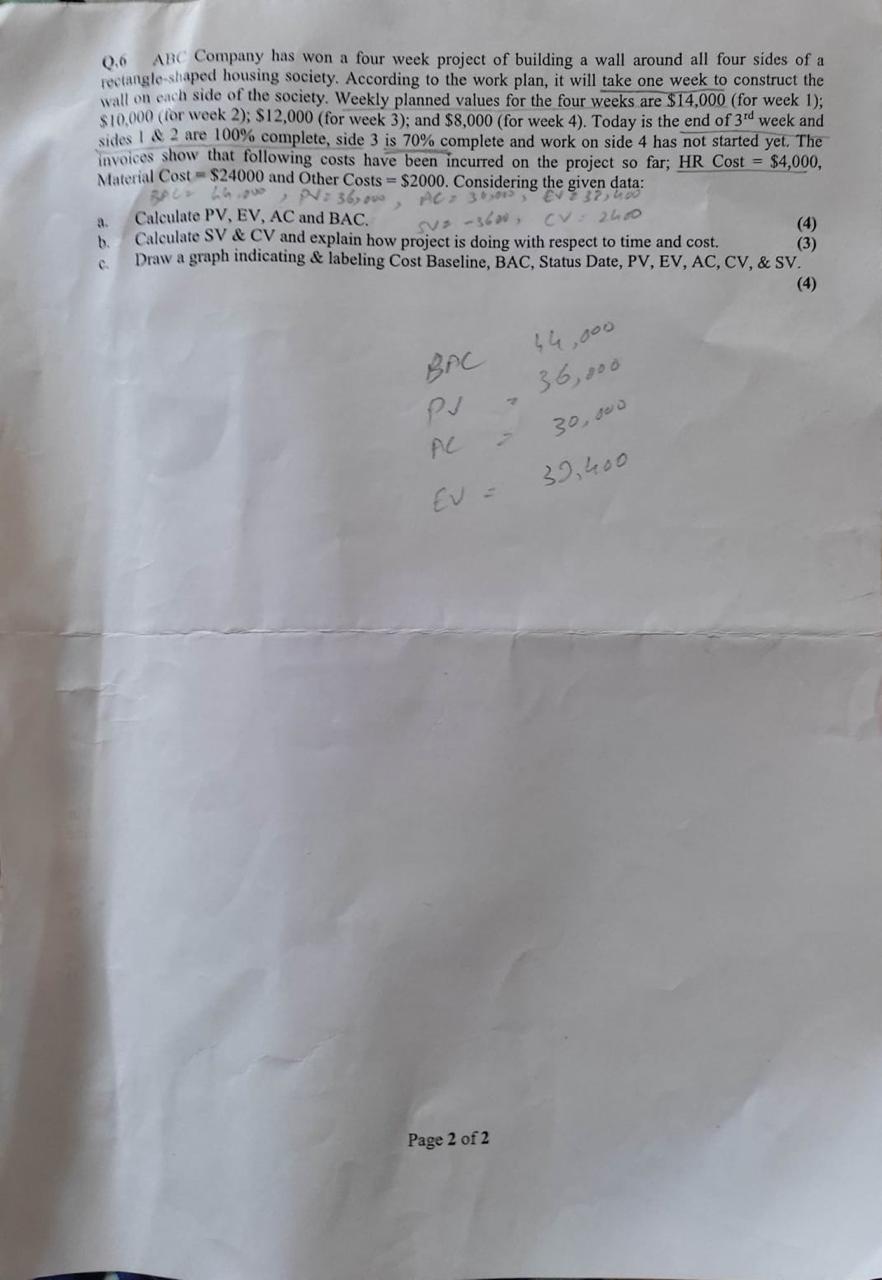 Q.6 ABC Company has won a four week project of building a wall around all four sides of a
rectangle-shaped housing society. According to the work plan, it will take one week to construct the
wall on each side of the society. Weekly planned values for the four weeks are $14,000 (for week 1);
$10,000 (for week 2); $12,000 (for week 3); and $8,000 (for week 4). Today is the end of 3rd week and
sides 1 & 2 are 100% complete, side 3 is 70% complete and work on side 4 has not started yet. The
invoices show that following costs have been incurred on the project so far; HR Cost = $4,000,
Material Cost = $24000 and Other Costs = $2000. Considering the given data:
BAC = 44,000, PV = 36,000, AC = 30,000, EV = 32,400
a. Calculate PV, EV, AC and BAC. SV = -3600, CV = 2400 (4)
b. Calculate SV & CV and explain how project is doing with respect to time and cost. (3)
c. Draw a graph indicating & labeling Cost Baseline, BAC, Status Date, PV, EV, AC, CV, & SV.
(4)
BAC 44,000
PV = 36,000
AC = 30,000
EV = 32,400
Page 2 of 2